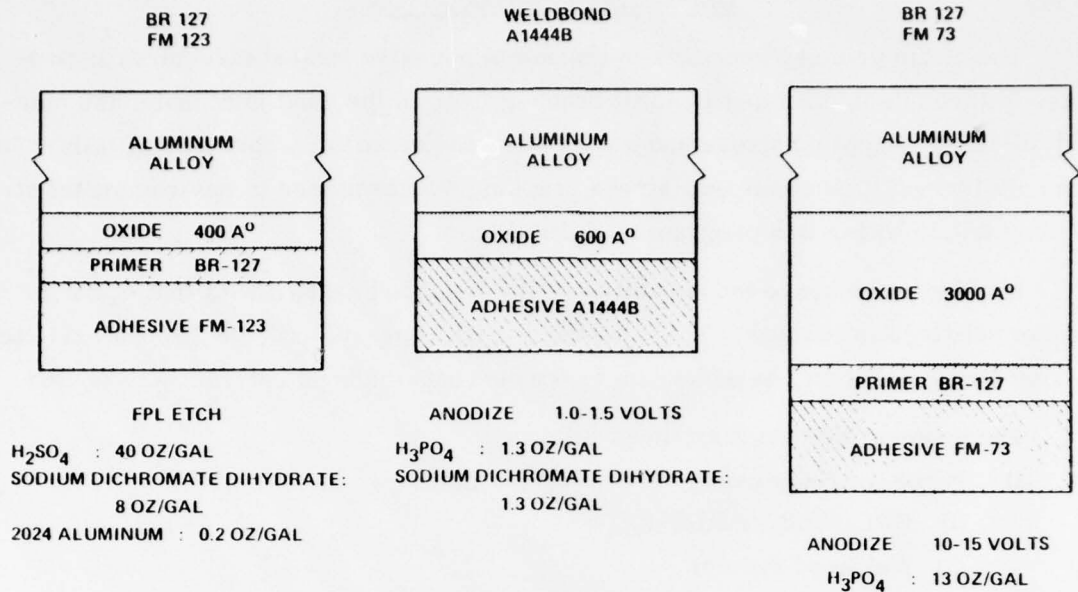 BR 127
FM 123
ALUMINUM
ALLOY
OXIDE 400 A⁰
PRIMER BR-127
ADHESIVE FM-123
FPL ETCH
H₂SO₄ : 40 OZ/GAL
SODIUM DICHROMATE DIHYDRATE:
8 OZ/GAL
2024 ALUMINUM : 0.2 OZ/GAL
WELDBOND
A1444B
ALUMINUM
ALLOY
OXIDE 600 A⁰
ADHESIVE A1444B
ANODIZE 1.0-1.5 VOLTS
H₃PO₄ : 1.3 OZ/GAL
SODIUM DICHROMATE DIHYDRATE:
1.3 OZ/GAL
BR 127
FM 73
ALUMINUM
ALLOY
OXIDE 3000 A⁰
PRIMER BR-127
ADHESIVE FM-73
ANODIZE 10-15 VOLTS
H₃PO₄ : 13 OZ/GAL